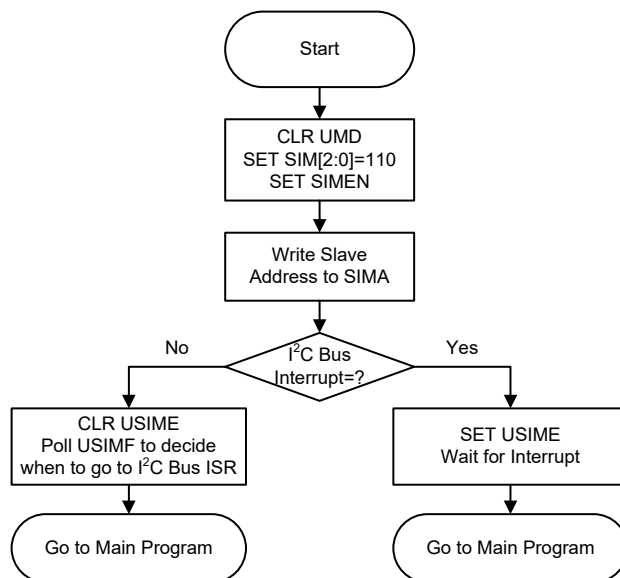 Start
CLR UMD
SET SIM[2:0]=110
SET SIMEN
Write Slave
Address to SIMA
I²C Bus
Interrupt=?
No
Yes
CLR USIME
Poll USIMF to decide
when to go to I²C Bus ISR
SET USIME
Wait for Interrupt
Go to Main Program
Go to Main Program